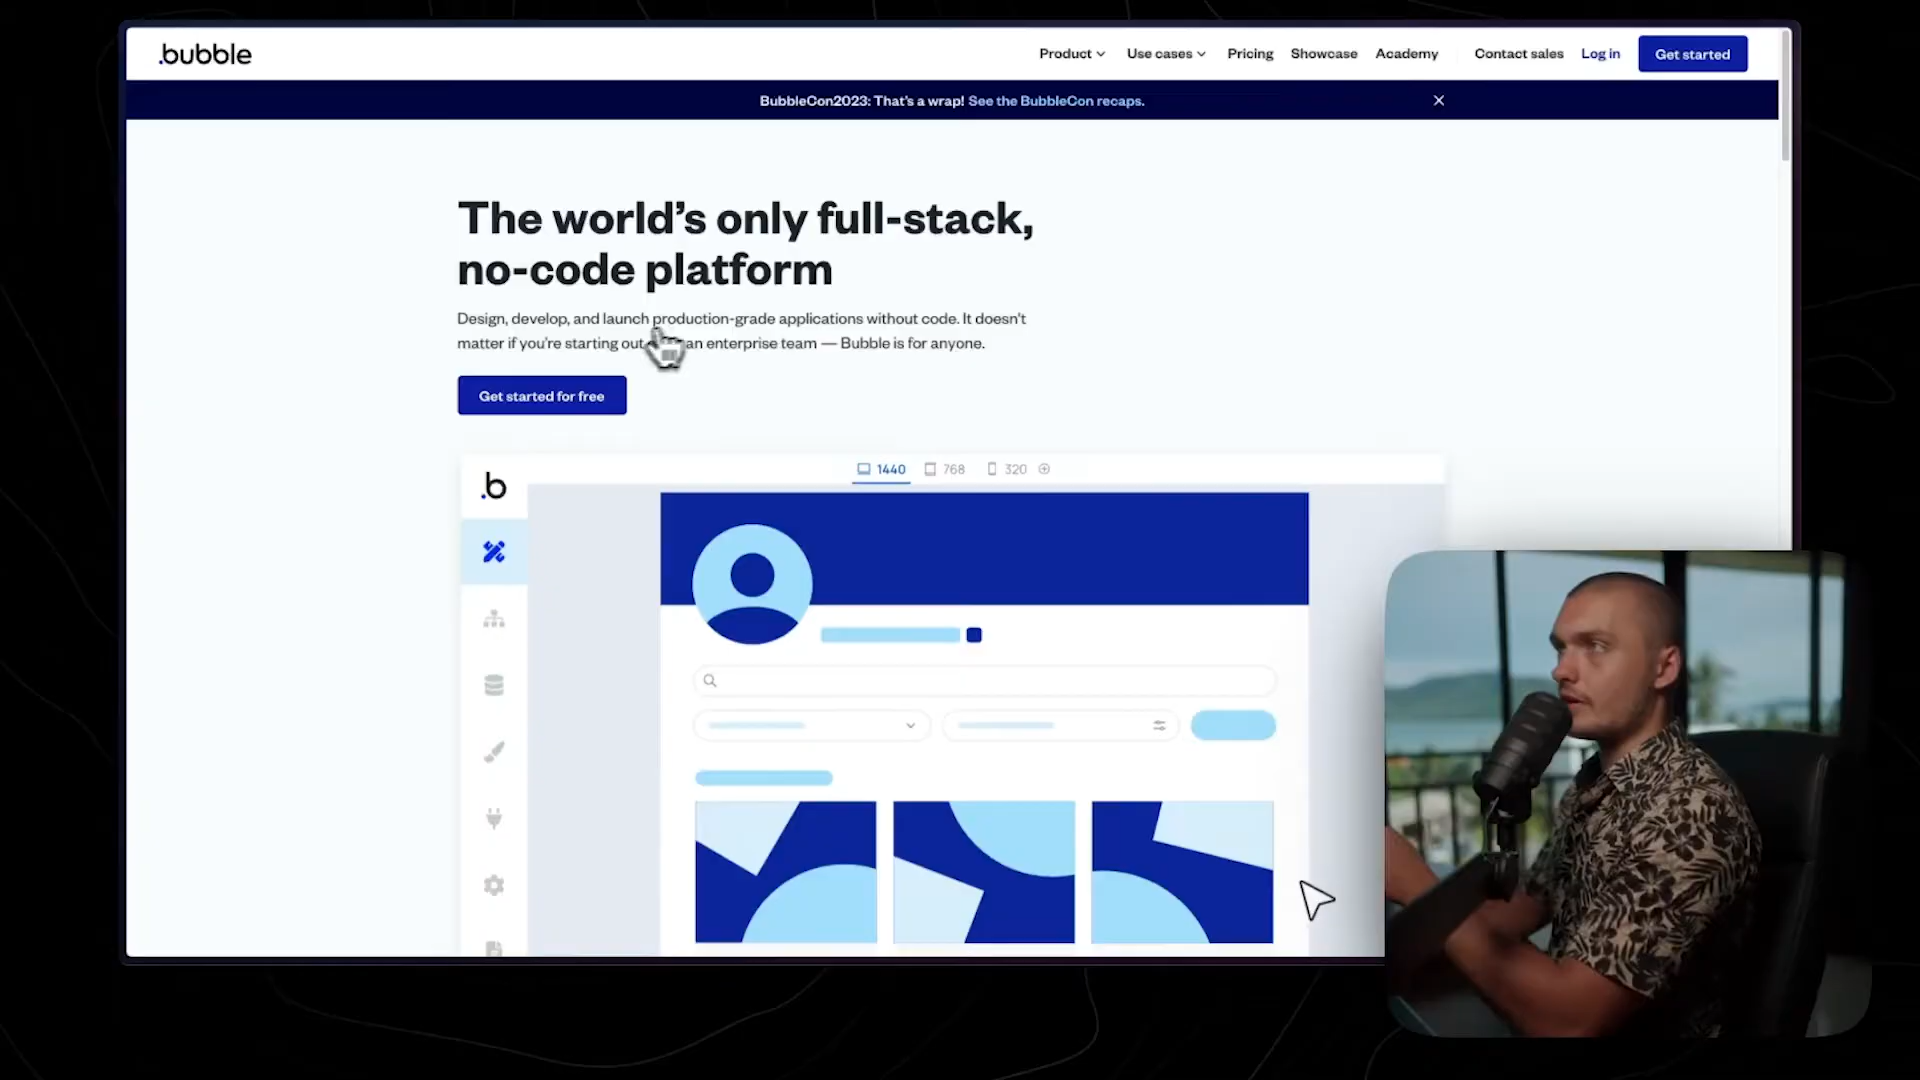 .bubble
Product
Use cases
Pricing
Showcase
Academy
Contact sales
Log in
Get started
BubbleCon2023: That's a wrap! See the BubbleCon recaps.
The world's only full-stack,
no-code platform
Design, develop, and launch production-grade applications without code. It doesn't
matter if you're starting out an enterprise team — Bubble is for anyone.
Get started for free
.b
1440
768
320